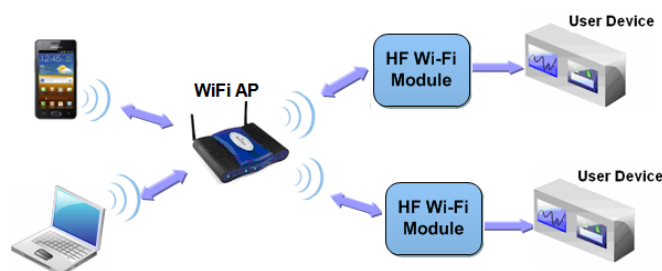 User Device
HF Wi-Fi
Module
WiFi AP
User Device
HF Wi-Fi
Module